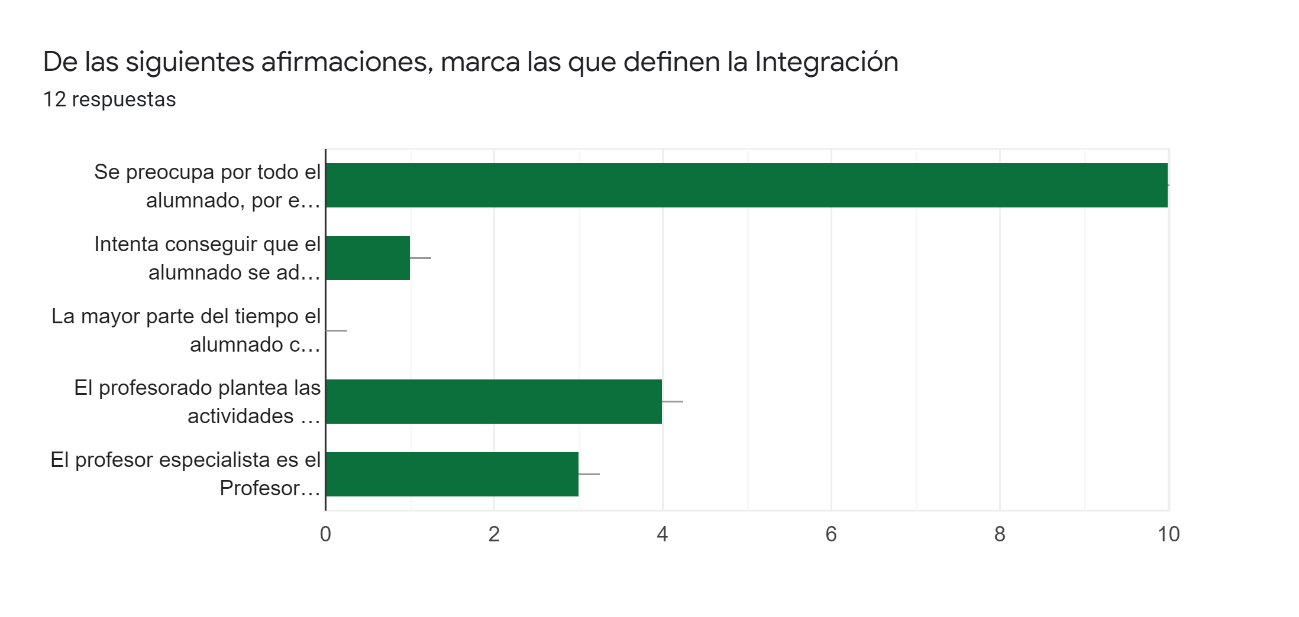 De las siguientes afirmaciones, marca las que definen la Integración
12 respuestas
Se preocupa por todo el
alumnado, por e…
Intenta conseguir que el
alumnado se ad…
La mayor parte del tiempo el
alumnado c…
El profesorado plantea las
actividades …
El profesor especialista es el
Profesor…
0 2 4 6 8 10